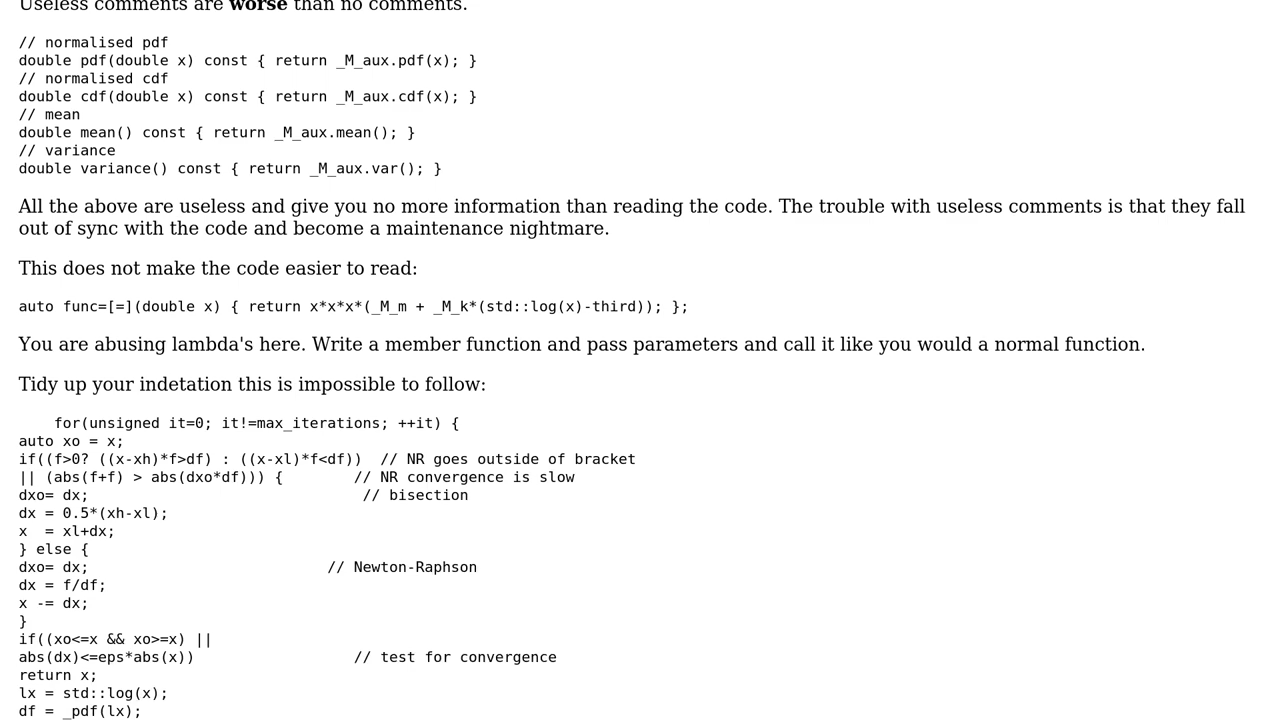 Useless comments are worse than no comments.
// normalised pdf
double pdf(double x) const { return _M_aux.pdf(x); }
// normalised cdf
double cdf(double x) const { return _M_aux.cdf(x); }
// mean
double mean() const { return _M_aux.mean(); }
// variance
double variance() const { return _M_aux.var(); }
All the above are useless and give you no more information than reading the code. The trouble with useless comments is that they fall
out of sync with the code and become a maintenance nightmare.
This does not make the code easier to read:
auto func=[=](double x) { return x*x*x*(_M_m + _M_k*(std::log(x)-third)); };
You are abusing lambda's here. Write a member function and pass parameters and call it like you would a normal function.
Tidy up your indetation this is impossible to follow:
    for(unsigned it=0; it!=max_iterations; ++it) {
auto xo = x;
if((f>0? ((x-xh)*f>df) : ((x-xl)*f<df))  // NR goes outside of bracket
|| (abs(f+f) > abs(dxo*df))) {        // NR convergence is slow
dxo= dx;                               // bisection
dx = 0.5*(xh-xl);
x  = xl+dx;
} else {
dxo= dx;                           // Newton-Raphson
dx = f/df;
x -= dx;
}
if((xo<=x && xo>=x) ||
abs(dx)<=eps*abs(x))                  // test for convergence
return x;
lx = std::log(x);
df = _pdf(lx);